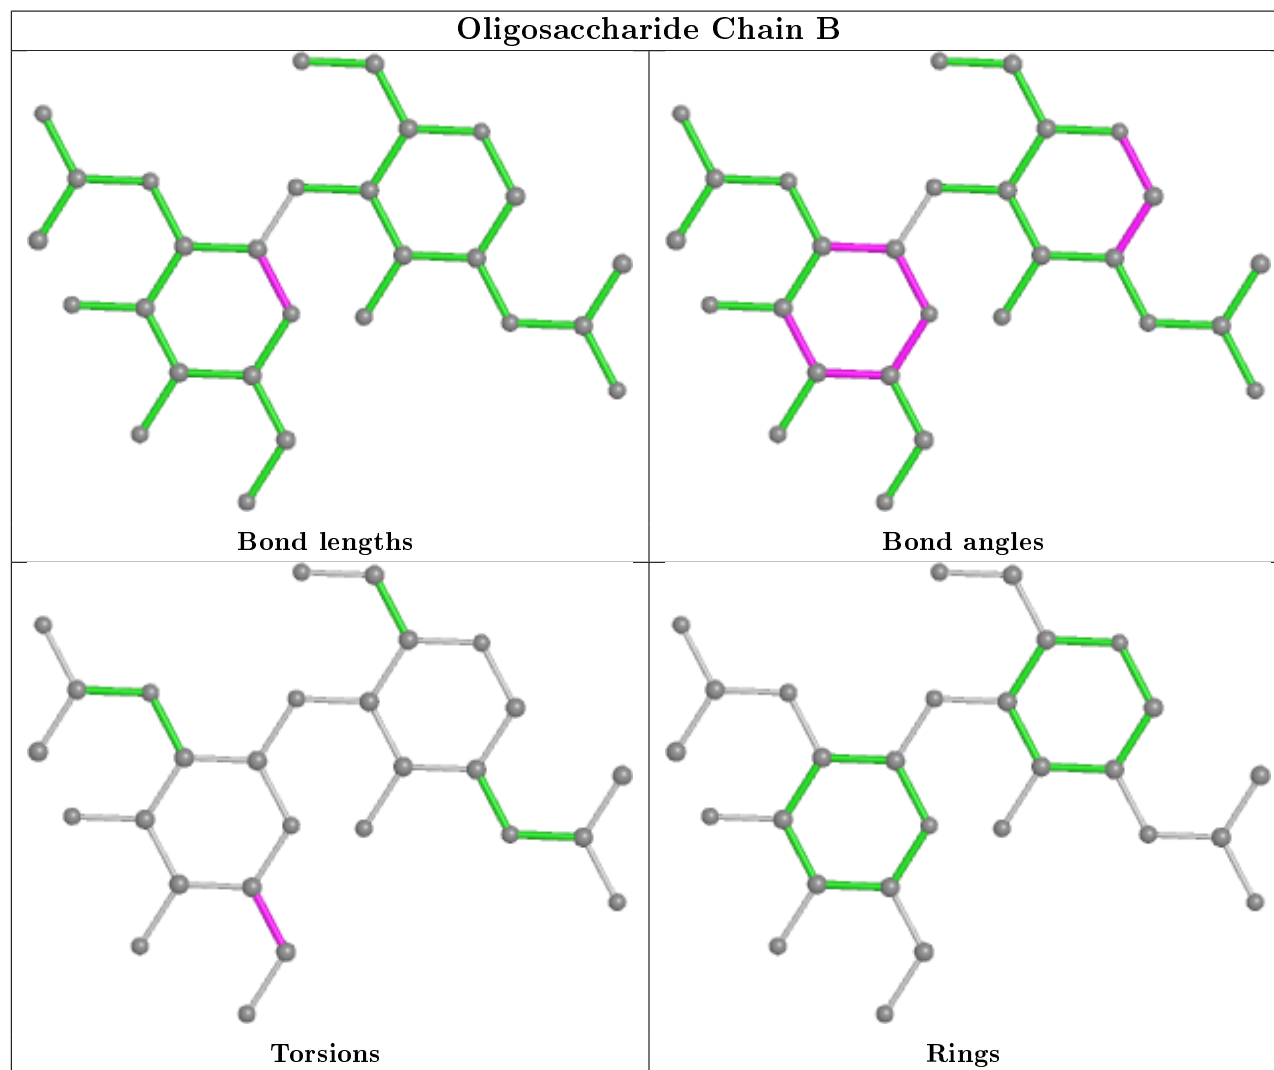 Oligosaccharide Chain B
Bond lengths
Bond angles
Torsions
Rings